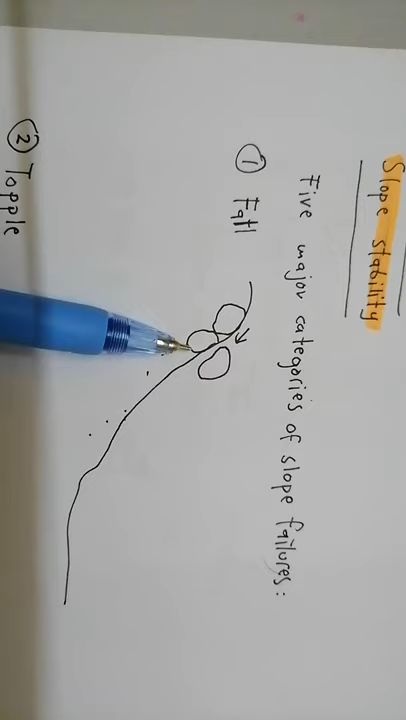 Slope stability
Five major categories of slope failures:
① Fall
② Topple